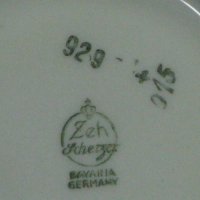 929 - * 015
Zeh
Scherzer
BAVARIA
GERMANY